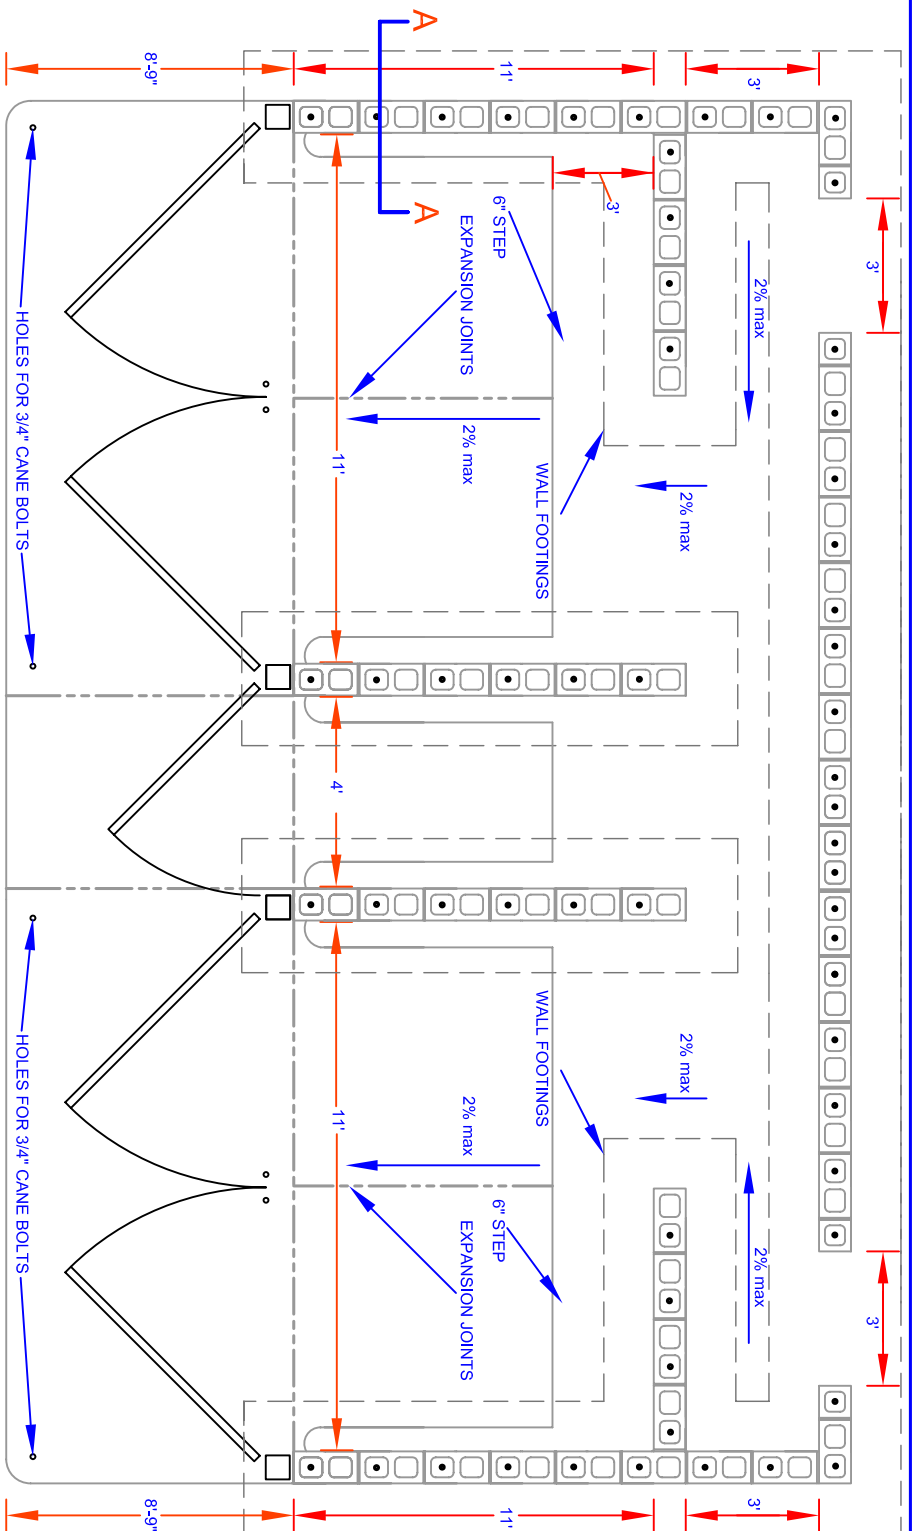 A
A
8'-9"
11'
3'
3'
3'
6" STEP
EXPANSION JOINTS
2% max
2% max
2% max
WALL FOOTINGS
11'
HOLES FOR 3/4" CANE BOLTS
4'
WALL FOOTINGS
2% max
2% max
2% max
11'
6" STEP
EXPANSION JOINTS
HOLES FOR 3/4" CANE BOLTS
3'
8'-9"
11'
3'